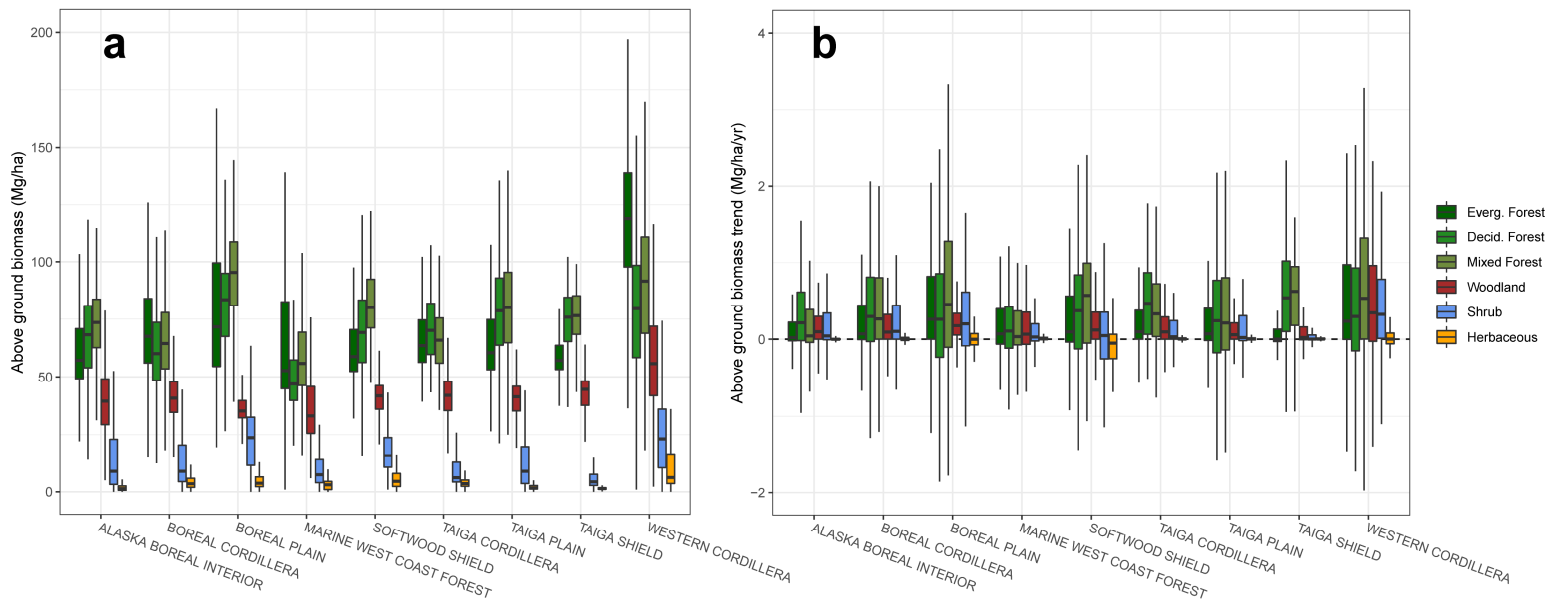 a
Above ground biomass (Mg/ha)
200
150
100
50
0
ALASKA BOREAL INTERIOR
BOREAL CORDILLERA
BOREAL PLAIN
MARINE WEST COAST FOREST
SOFTWOOD SHIELD
TAIGA CORDILLERA
TAIGA PLAIN
TAIGA SHIELD
WESTERN CORDILLERA
b
Above ground biomass trend (Mg/ha/yr)
4
2
0
−2
ALASKA BOREAL INTERIOR
BOREAL CORDILLERA
BOREAL PLAIN
MARINE WEST COAST FOREST
SOFTWOOD SHIELD
TAIGA CORDILLERA
TAIGA PLAIN
TAIGA SHIELD
WESTERN CORDILLERA
Everg. Forest
Decid. Forest
Mixed Forest
Woodland
Shrub
Herbaceous